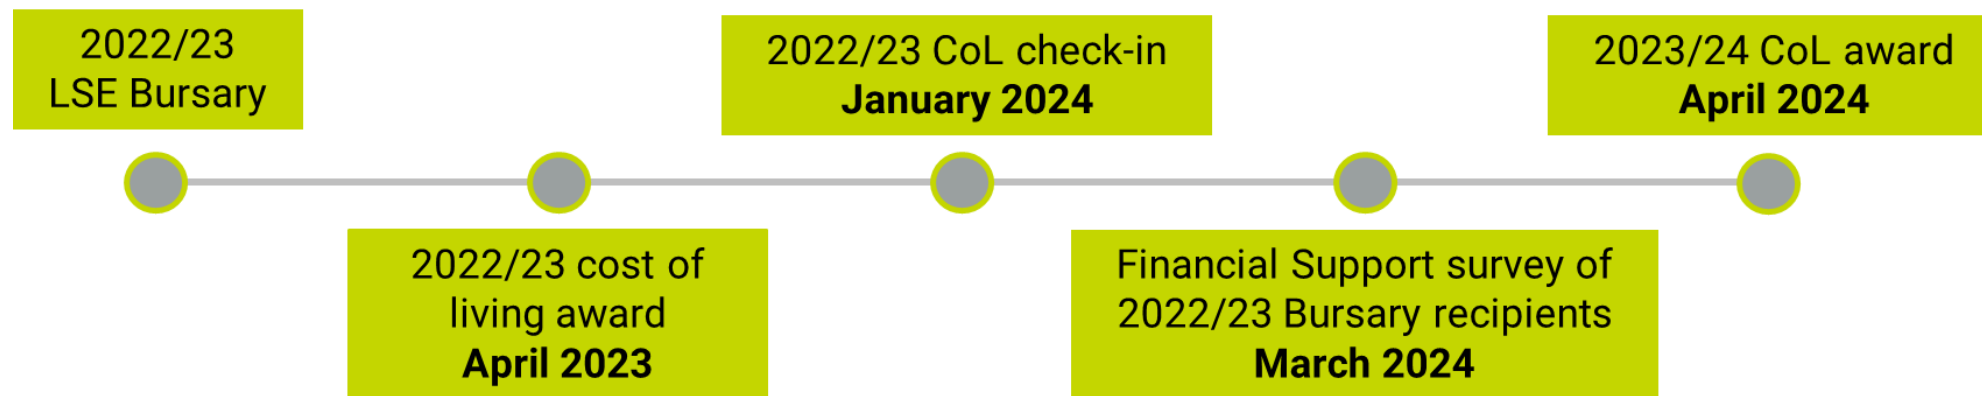 2022/23
LSE Bursary
2022/23 cost of
living award
April 2023
2022/23 CoL check-in
January 2024
Financial Support survey of
2022/23 Bursary recipients
March 2024
2023/24 CoL award
April 2024